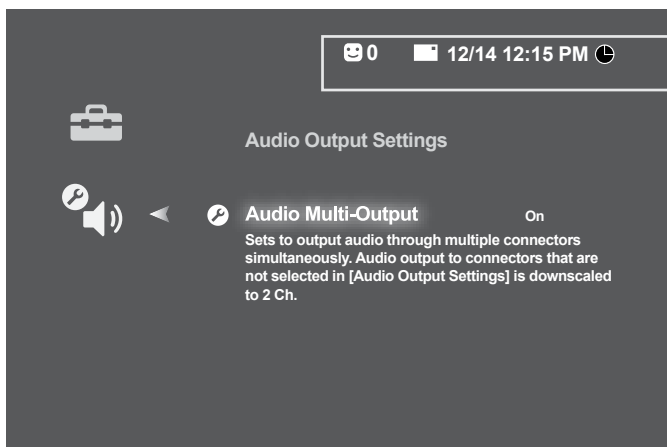 0 12/14 12:15 PM
Audio Output Settings
Audio Multi-Output On
Sets to output audio through multiple connectors
simultaneously. Audio output to connectors that are
not selected in [Audio Output Settings] is downscaled
to 2 Ch.